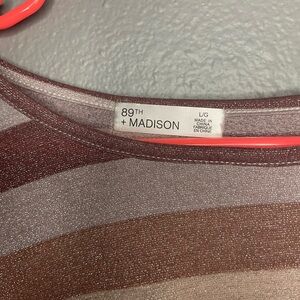 89TH
+ MADISON
L/G
MADE IN
CHINA
FABRIQUÉ
EN CHINE